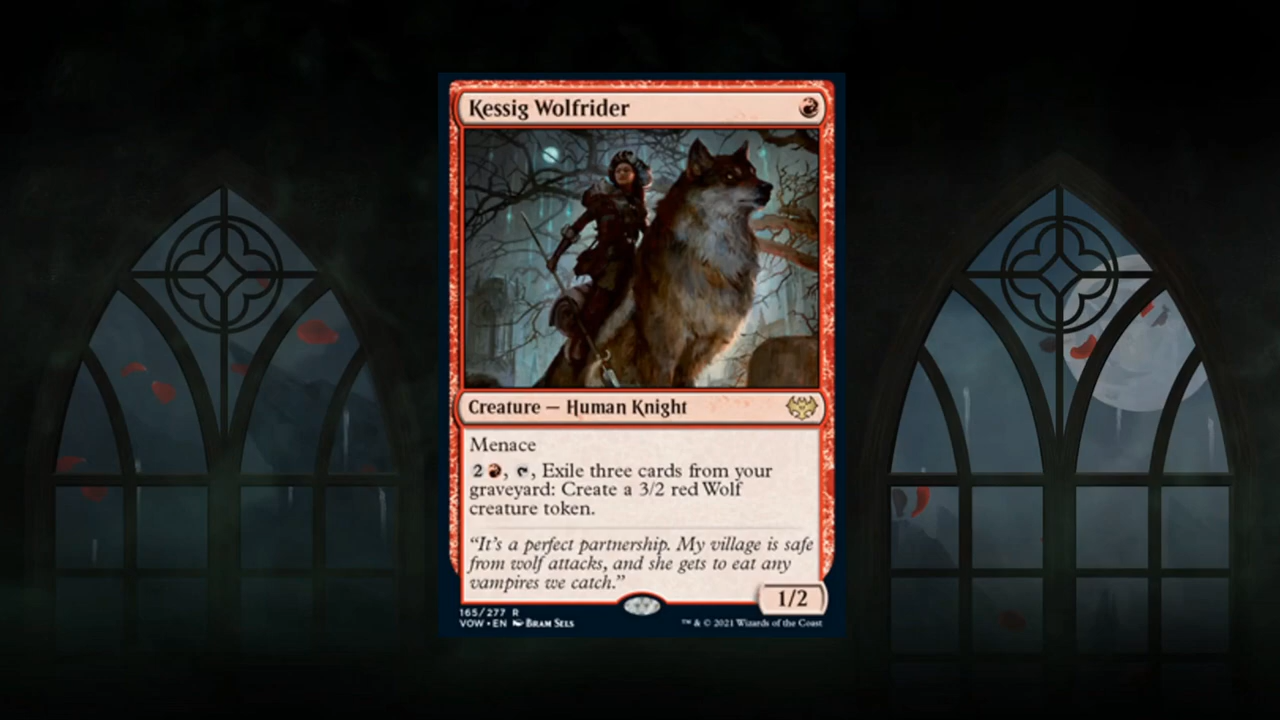 Kessig Wolfrider
Creature — Human Knight
Menace
2, , Exile three cards from your
graveyard: Create a 3/2 red Wolf
creature token.
“It’s a perfect partnership. My village is safe
from wolf attacks, and she gets to eat any
vampires we catch.”
1/2
165/277 R
VOW • EN Bram Sels
™ & © 2021 Wizards of the Coast